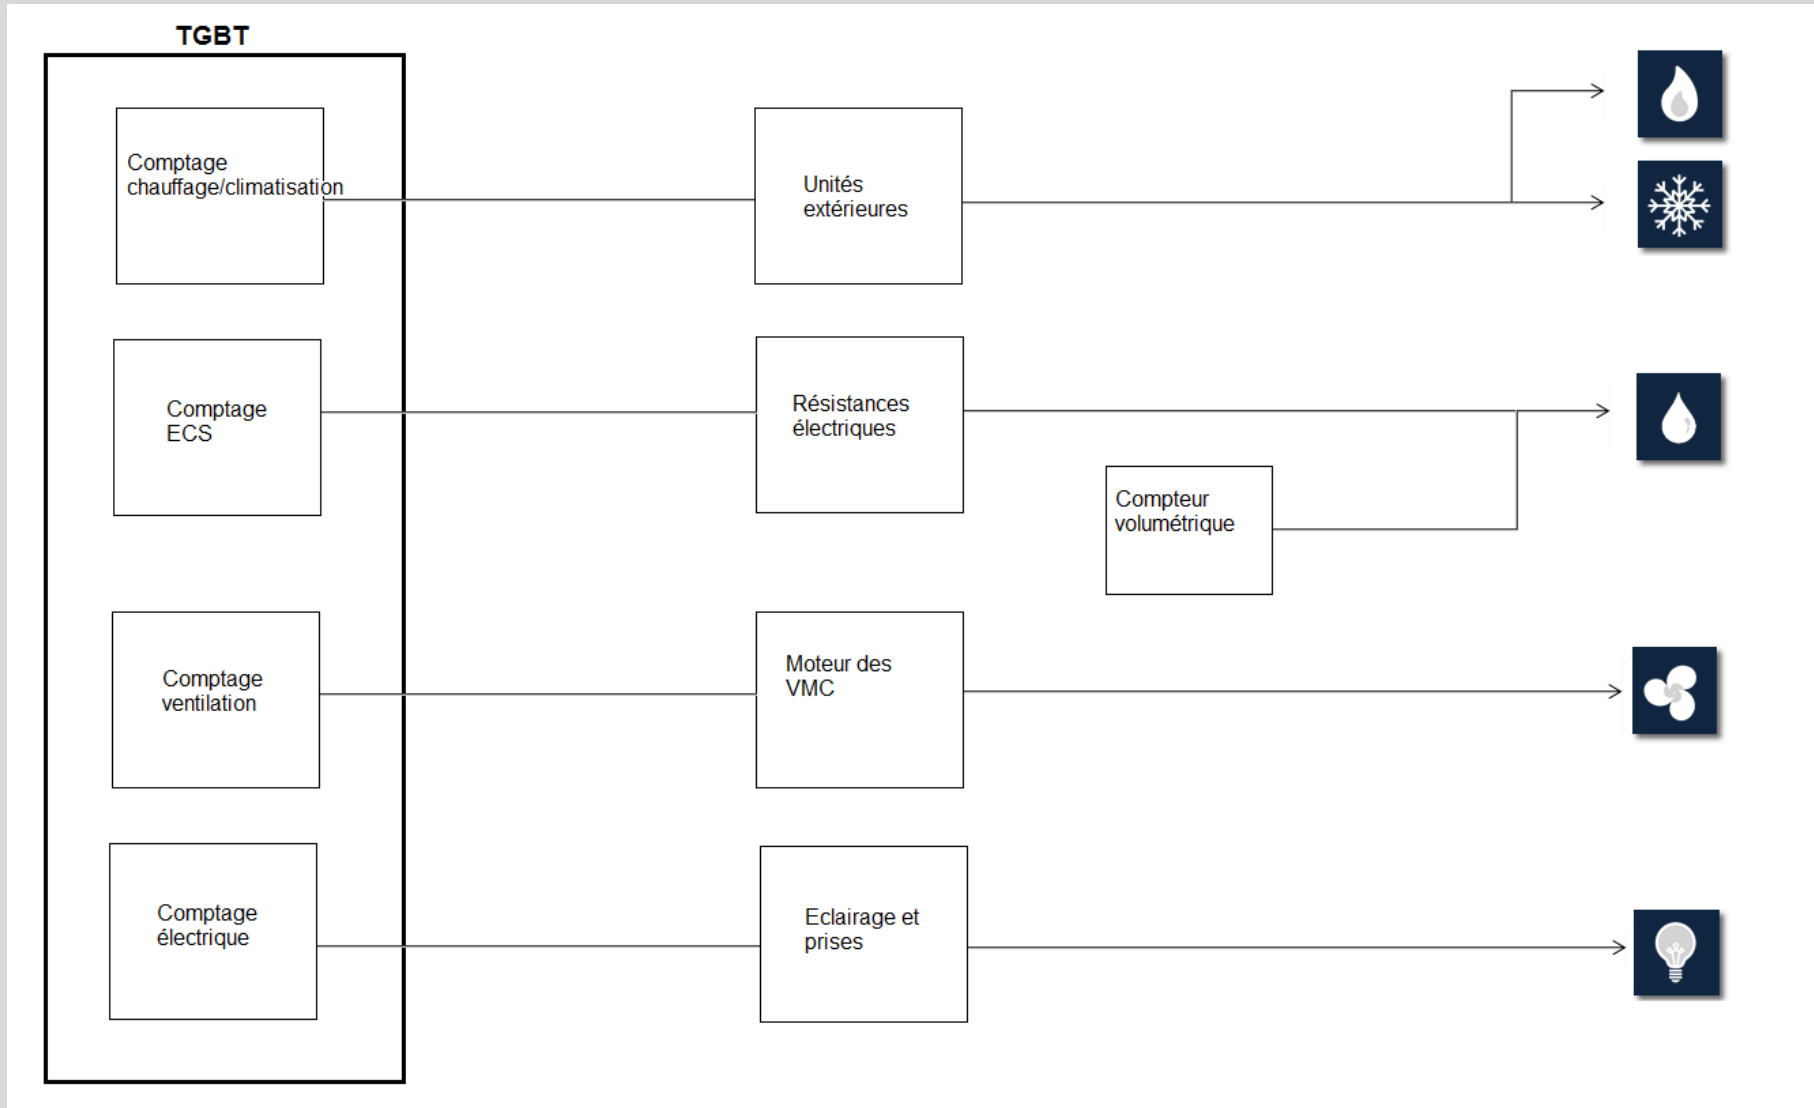 TGBT
Comptage
chauffage/climatisation
Unités
extérieures
Comptage
ECS
Résistances
électriques
Compteur
volumétrique
Comptage
ventilation
Moteur des
VMC
Comptage
électrique
Eclairage et
prises